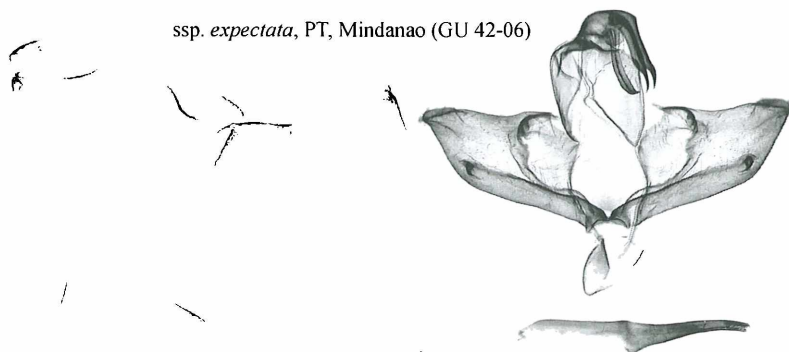 ssp. expectata, PT, Mindanao (GU 42-06)